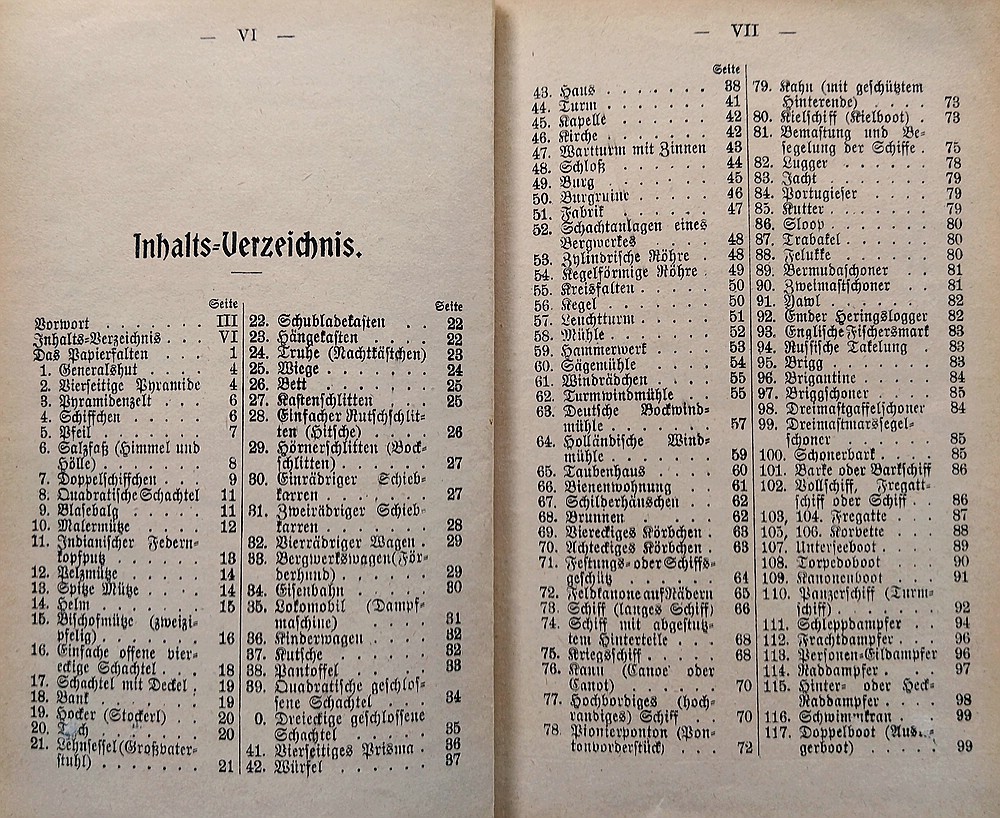 — VI —
Inhalts-Verzeichnis.
Seite
Vorwort . . . . . . . . III
Inhalts-Verzeichnis . . . VI
Das Papierfalten . . . . 1
1. Generalshut . . . . 4
2. Vierseitige Pyramide 4
3. Pyramidenzelt . . . . 6
4. Schiffchen . . . . . 6
5. Pfeil . . . . . . . 7
6. Salzfaß (Himmel und
Hölle) . . . . . . . 8
7. Doppelschiffchen . . . 9
8. Quadratische Schachtel 11
9. Blasebalg . . . . . 11
10. Malermütze . . . . 12
11. Indianischer Federn-
kopfputz . . . . . . 13
12. Pelzmütze . . . . . 14
13. Spitze Mütze . . . . 14
14. Helm . . . . . . . 15
15. Bischofmütze (zweizi-
pfelig) . . . . . . . 16
16. Einfache offene vier-
eckige Schachtel . . . 18
17. Schachtel mit Deckel . 19
18. Bank . . . . . . . 19
19. Hocker (Stockerl) . . 20
20. . . . . . . 20
21. Lehnsessel (Großvater-
stuhl) . . . . . . . 21
Seite
22. Schubladekasten . . 22
23. Hängekasten . . . . 22
24. Truhe (Nachtkästchen) 23
25. Wiege . . . . . . . 24
26. Bett . . . . . . . 25
27. Kastenschlitten . . . 25
28. Einfacher Rutschschlit-
ten (Hitsche) . . . . 26
29. Hörnerschlitten (Bock-
schlitten) . . . . . . 27
30. Einrädriger Schieb-
karren . . . . . . . 27
31. Zweirädriger Schieb-
karren . . . . . . . 28
32. Vierrädriger Wagen . 29
33. Bergwerkswagen (För-
derhund) . . . . . . 29
34. Eisenbahn . . . . . 30
35. Lokomobil (Dampf-
maschine) . . . . . . 31
36. Kinderwagen . . . . 32
37. Kutsche . . . . . . 32
38. Pantoffel . . . . . 33
39. Quadratische geschlos-
sene Schachtel . . . . 34
0. Dreieckige geschlossene
Schachtel . . . . . . 35
41. Vierseitiges Prisma . 36
42. Würfel . . . . . . 37
— VII —
Seite
43. Haus . . . . . . . 38
44. Turm . . . . . . . 41
45. Kapelle . . . . . . 42
46. Kirche . . . . . . . 42
47. Wartturm mit Zinnen 43
48. Schloß . . . . . . 44
49. Burg . . . . . . . 45
50. Burgruine . . . . . 46
51. Fabrik . . . . . . 47
52. Schachtanlagen eines
Bergwerkes . . . . . 48
53. Zylindrische Röhre . 48
54. Kegelförmige Röhre . 49
55. Kreisfalten . . . . . 50
56. Kegel . . . . . . . 50
57. Leuchtturm . . . . . 51
58. Mühle . . . . . . . 52
59. Hammerwerk . . . . 53
60. Sägemühle . . . . . 54
61. Windrädchen . . . . 55
62. Turmwindmühle . . . 55
63. Deutsche Bockwind-
mühle . . . . . . . 57
64. Holländische Wind-
mühle . . . . . . . 59
65. Taubenhaus . . . . 60
66. Bienenwohnung . . . 61
67. Schilderhäuschen . . 62
68. Brunnen . . . . . . 62
69. Viereckiges Körbchen . 63
70. Achteckiges Körbchen . 63
71. Festungs- oder Schiffs-
geschütz . . . . . . 64
72. Feldkanone auf Rädern 65
73. Schiff (langes Schiff) 66
74. Schiff mit abgestutz-
tem Hinterteile . . . 68
75. Kriegsschiff . . . . . 68
76. Kanu (Canoe oder
Canot) . . . . . . . 70
77. Hochbordiges (hoch-
randiges) Schiff . . . 70
78. Pionierponton (Pon-
tonvorderstück) . . . 72
79. Kahn (mit geschütztem
Hinterende) . . . . 73
80. Kielschiff (Kielboot) . 73
81. Bemastung und Be-
segelung der Schiffe . 75
82. Lugger . . . . . . 78
83. Jacht . . . . . . . 79
84. Portugieser . . . . 79
85. Kutter . . . . . . . 79
86. Sloop . . . . . . . 80
87. Trabakel . . . . . . 80
88. Felukke . . . . . . 80
89. Bermudaschoner . . . 81
90. Zweimastschoner . . 81
91. Yawl . . . . . . . 82
92. Emder Heringslogger 82
93. Englische Fischersmark 83
94. Russische Takelung . 83
95. Brigg . . . . . . . 83
96. Brigantine . . . . . 84
97. Briggschoner . . . . 85
98. Dreimastgaffelschoner 84
99. Dreimastmarssegel-
schoner . . . . . . 85
100. Schonerbark . . . . 85
101. Barke oder Barkschiff 86
102. Vollschiff, Fregatt-
schiff oder Schiff . . 86
103, 104. Fregatte . . . 87
105, 106. Korvette . . . 88
107. Unterseeboot . . . . 89
108. Torpedoboot . . . . 90
109. Kanonenboot . . . . 91
110. Panzerschiff (Turm-
schiff) . . . . . . . 92
111. Schleppdampfer . . 94
112. Frachtdampfer . . . 96
113. Personen-Eildampfer 96
114. Raddampfer . . . . 97
115. Hinter- oder Heck-
Raddampfer . . . . 98
116. Schwimmkran . . . 99
117. Doppelboot (Aus-
gerboot) . . . . . . 99